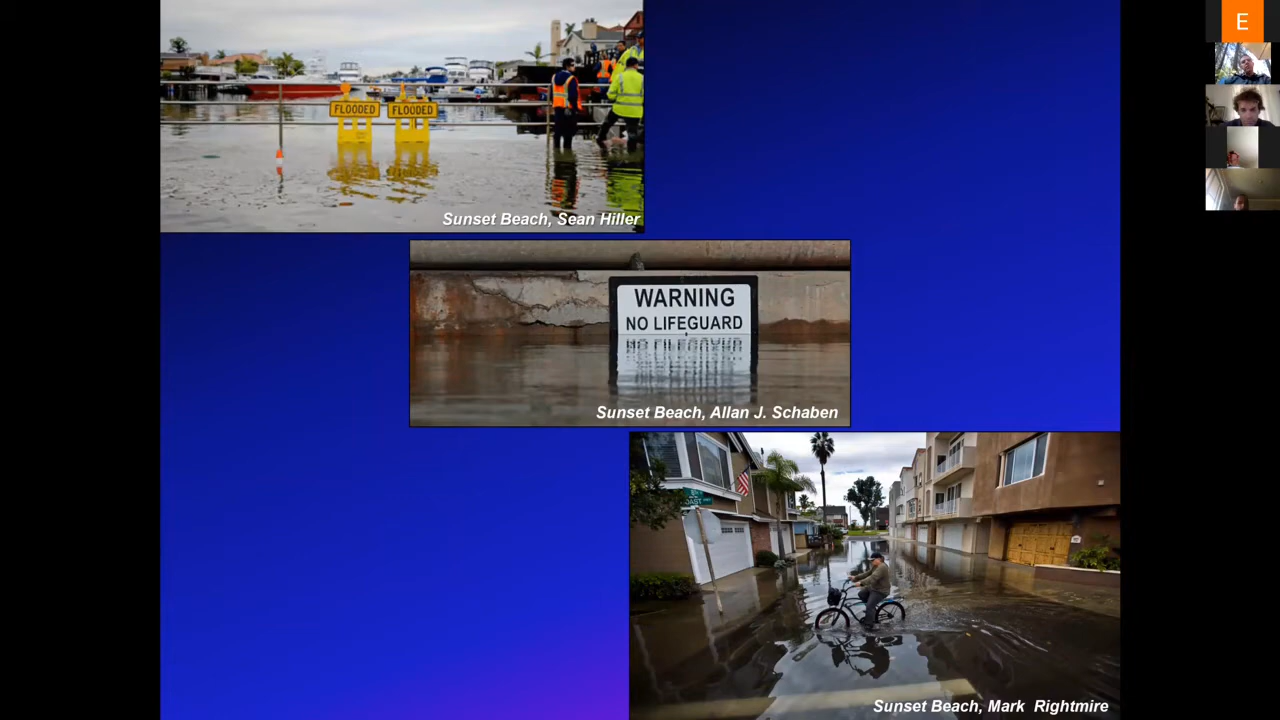 E
FLOODED FLOODED
Sunset Beach, Sean Hiller
WARNING
NO LIFEGUARD
Sunset Beach, Allan J. Schaben
Sunset Beach, Mark Rightmire